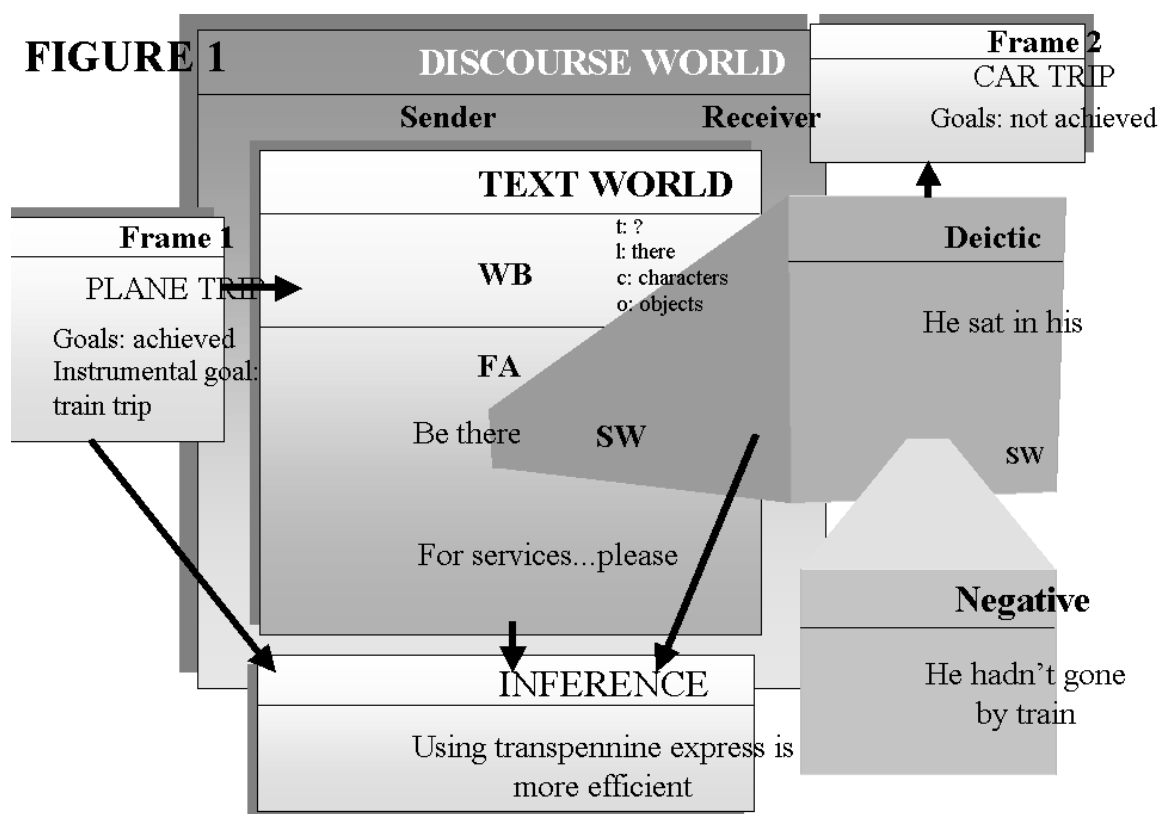 FIGURE 1
DISCOURSE WORLD
Sender
Receiver
Frame 2
CAR TRIP
Goals: not achieved
TEXT WORLD
WB
t: ?
l: there
c: characters
o: objects
Frame 1
PLANE TRIP
Goals: achieved
Instrumental goal:
train trip
FA
Be there
SW
For services...please
Deictic
He sat in his
SW
Negative
He hadn't gone
by train
INFERENCE
Using transpennine express is
more efficient